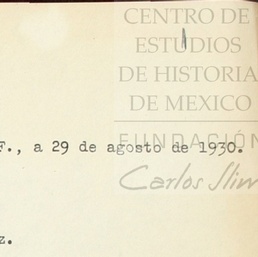 CENTRO DE
ESTUDIOS
DE HISTORIA
DE MEXICO
FUNDACIÓN
Carlos Slim
F., a 29 de agosto de 1930.
z.